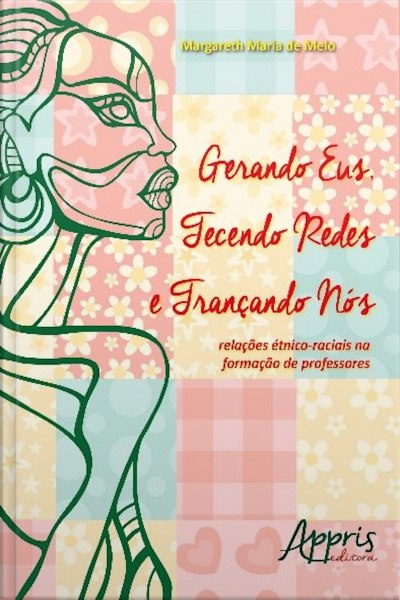 Margareth Maria de Melo
Gerando Eus,
Tecendo Redes
e Trançando Nós
relações étnico-raciais na
formação de professores
Appris
editora